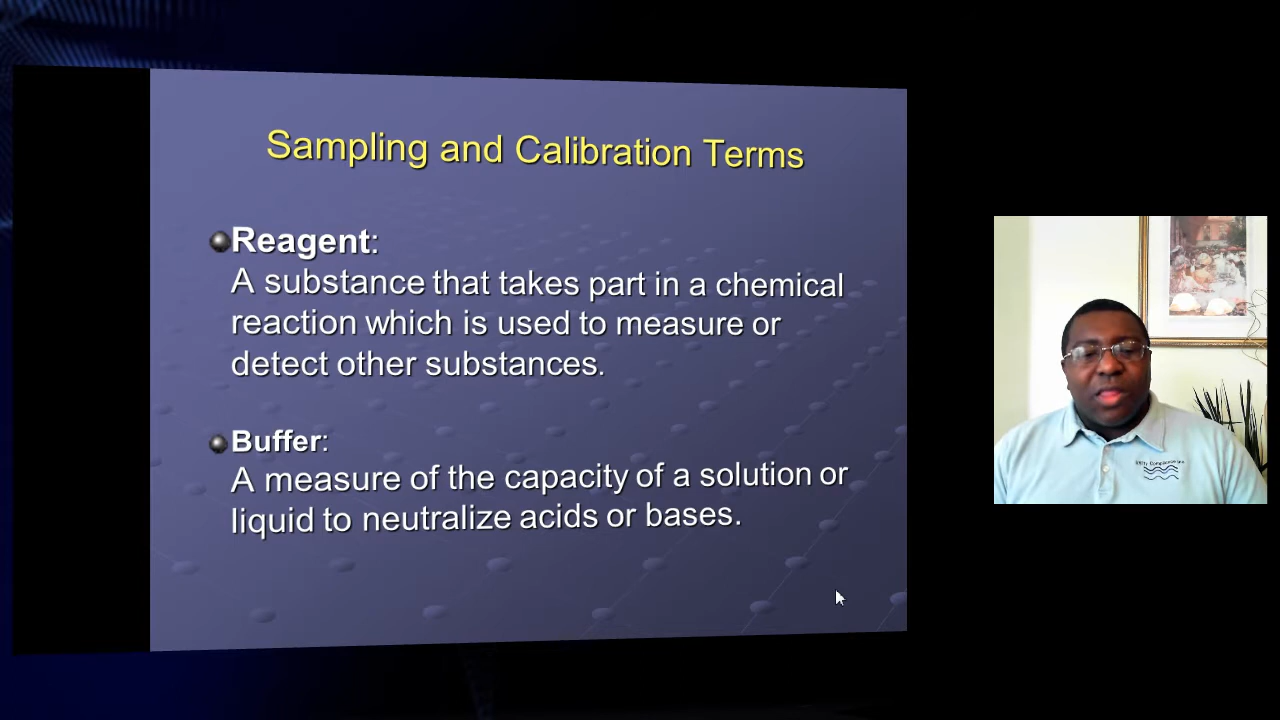 Sampling and Calibration Terms
Reagent:
A substance that takes part in a chemical
reaction which is used to measure or
detect other substances.
Buffer:
A measure of the capacity of a solution or
liquid to neutralize acids or bases.